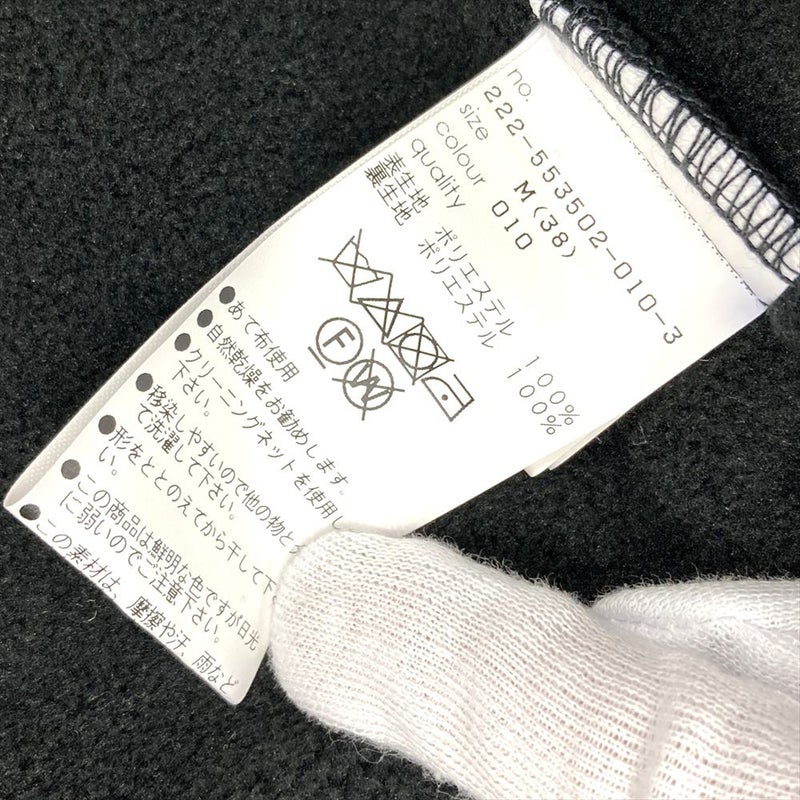 no.
222-553502-010-3
size M(38)
colour 010
quality
表生地 ポリエステル 100%
裏生地 ポリエステル 100%
F W
●あて布使用
●自然乾燥をお勧めします。
●クリーニングネットを使用し
下さい。
●移染しやすいので他の物と
で洗濯して下さい。
●形をととのえてから干して下
い。
●この商品は鮮明な色ですが日光
に弱いのでご注意下さい。
●この素材は、摩擦や汗、雨など